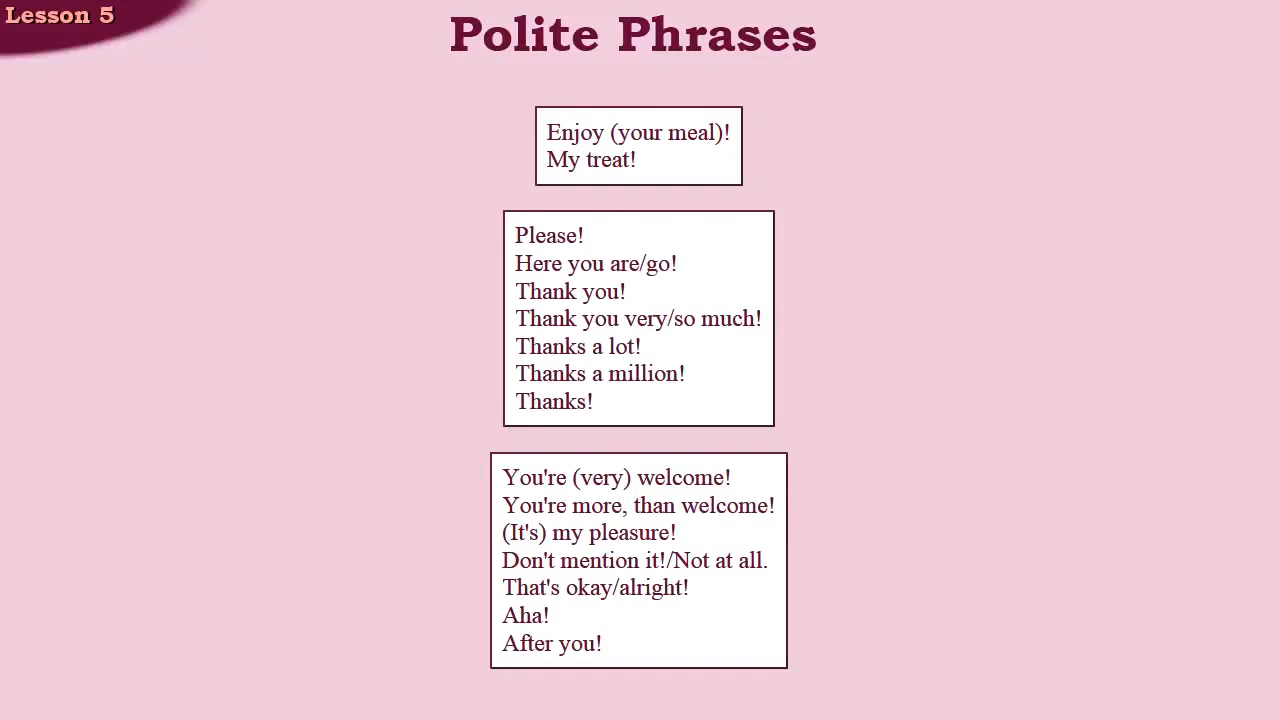 Lesson 5
Polite Phrases
Enjoy (your meal)!
My treat!
Please!
Here you are/go!
Thank you!
Thank you very/so much!
Thanks a lot!
Thanks a million!
Thanks!
You're (very) welcome!
You're more, than welcome!
(It's) my pleasure!
Don't mention it!/Not at all.
That's okay/alright!
Aha!
After you!